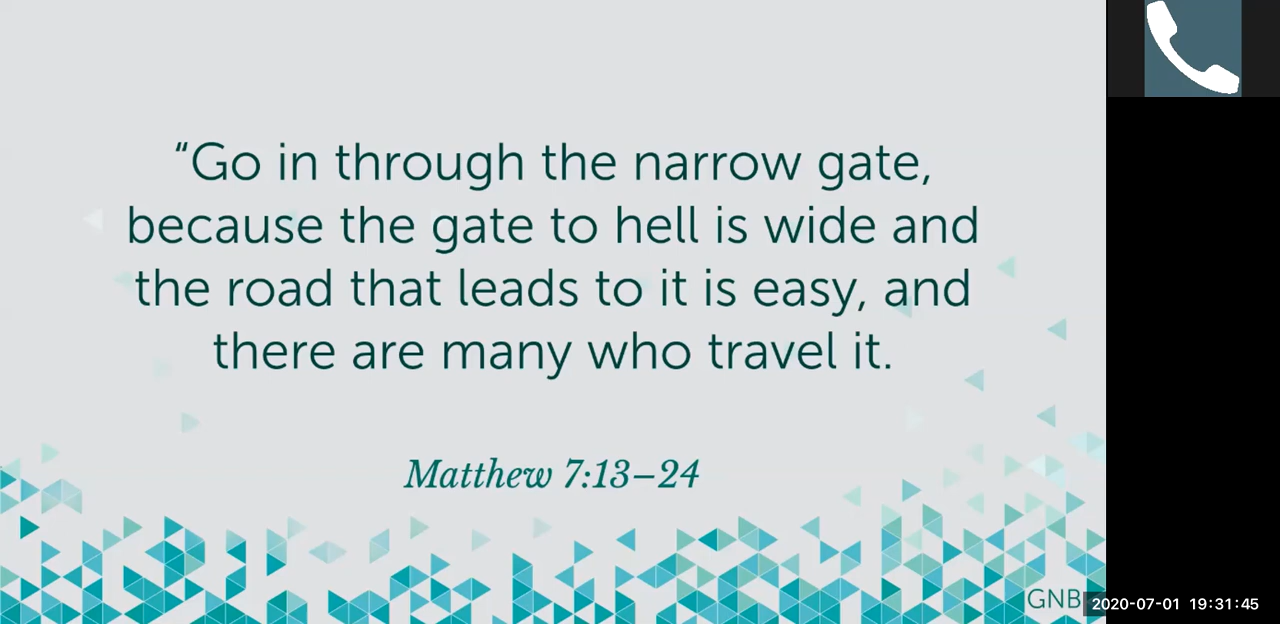 “Go in through the narrow gate,
because the gate to hell is wide and
the road that leads to it is easy, and
there are many who travel it.
Matthew 7:13–24
GNB
2020-07-01 19:31:45